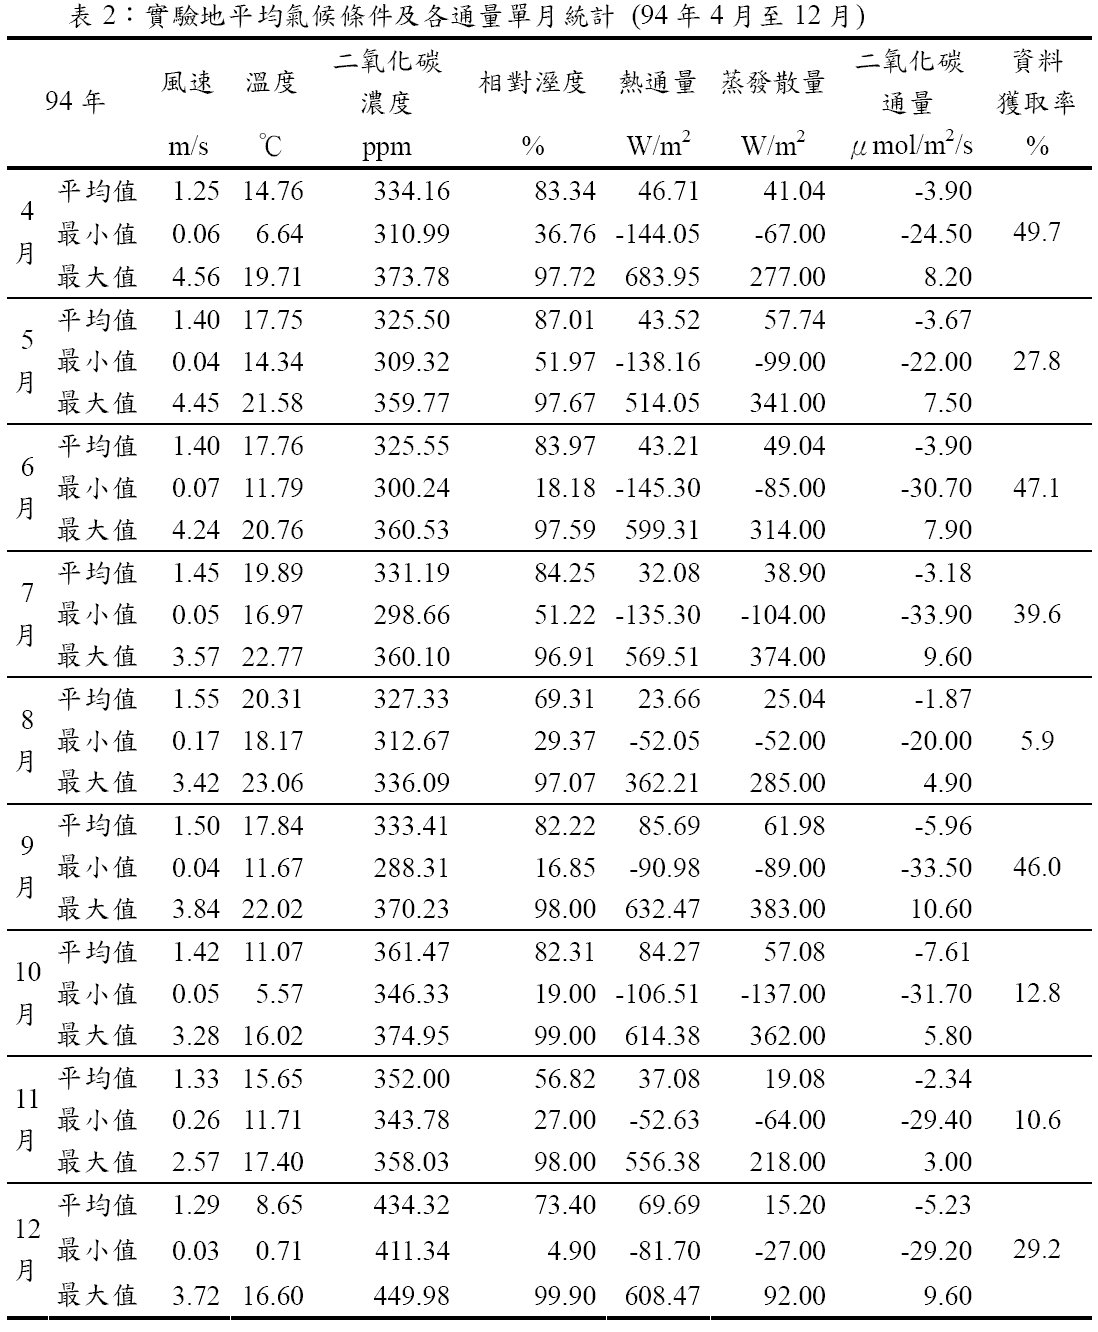 表 2：實驗地平均氣候條件及各通量單月統計 (94 年 4 月至 12 月)
94 年 風速 溫度 二氧化碳濃度 相對溼度 熱通量 蒸發散量 二氧化碳通量 資料獲取率
m/s ℃ ppm % W/m² W/m² μ mol/m²/s %
4月 平均值 1.25 14.76 334.16 83.34 46.71 41.04 -3.90
最小值 0.06 6.64 310.99 36.76 -144.05 -67.00 -24.50 49.7
最大值 4.56 19.71 373.78 97.72 683.95 277.00 8.20
5月 平均值 1.40 17.75 325.50 87.01 43.52 57.74 -3.67
最小值 0.04 14.34 309.32 51.97 -138.16 -99.00 -22.00 27.8
最大值 4.45 21.58 359.77 97.67 514.05 341.00 7.50
6月 平均值 1.40 17.76 325.55 83.97 43.21 49.04 -3.90
最小值 0.07 11.79 300.24 18.18 -145.30 -85.00 -30.70 47.1
最大值 4.24 20.76 360.53 97.59 599.31 314.00 7.90
7月 平均值 1.45 19.89 331.19 84.25 32.08 38.90 -3.18
最小值 0.05 16.97 298.66 51.22 -135.30 -104.00 -33.90 39.6
最大值 3.57 22.77 360.10 96.91 569.51 374.00 9.60
8月 平均值 1.55 20.31 327.33 69.31 23.66 25.04 -1.87
最小值 0.17 18.17 312.67 29.37 -52.05 -52.00 -20.00 5.9
最大值 3.42 23.06 336.09 97.07 362.21 285.00 4.90
9月 平均值 1.50 17.84 333.41 82.22 85.69 61.98 -5.96
最小值 0.04 11.67 288.31 16.85 -90.98 -89.00 -33.50 46.0
最大值 3.84 22.02 370.23 98.00 632.47 383.00 10.60
10月 平均值 1.42 11.07 361.47 82.31 84.27 57.08 -7.61
最小值 0.05 5.57 346.33 19.00 -106.51 -137.00 -31.70 12.8
最大值 3.28 16.02 374.95 99.00 614.38 362.00 5.80
11月 平均值 1.33 15.65 352.00 56.82 37.08 19.08 -2.34
最小值 0.26 11.71 343.78 27.00 -52.63 -64.00 -29.40 10.6
最大值 2.57 17.40 358.03 98.00 556.38 218.00 3.00
12月 平均值 1.29 8.65 434.32 73.40 69.69 15.20 -5.23
最小值 0.03 0.71 411.34 4.90 -81.70 -27.00 -29.20 29.2
最大值 3.72 16.60 449.98 99.90 608.47 92.00 9.60